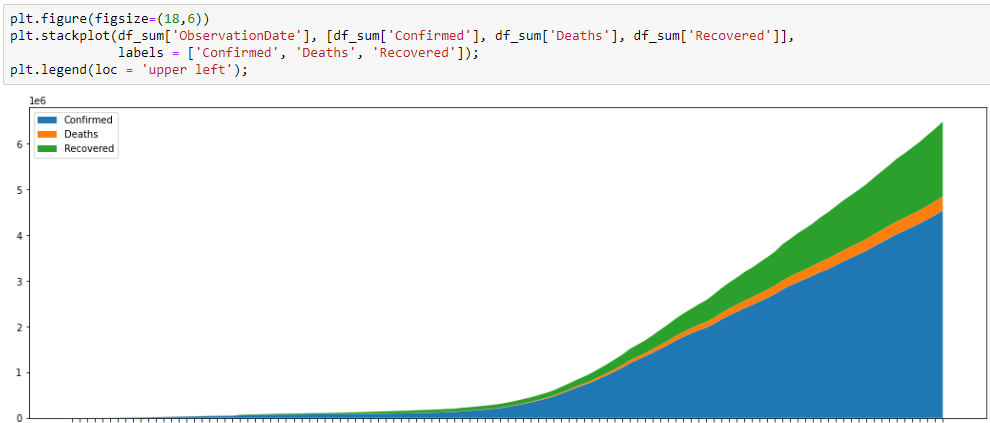 plt.figure(figsize=(18,6))
plt.stackplot(df_sum['ObservationDate'], [df_sum['Confirmed'], df_sum['Deaths'], df_sum['Recovered']],
              labels = ['Confirmed', 'Deaths', 'Recovered']);
plt.legend(loc = 'upper left');
1e6
Confirmed
Deaths
Recovered
6
5
4
3
2
1
0